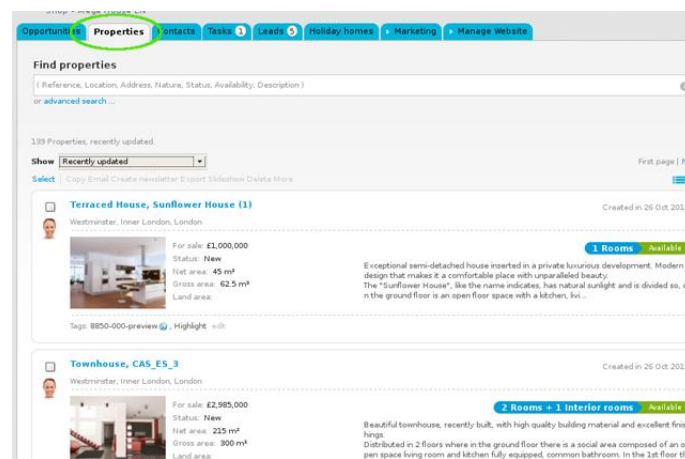 Shop
Opportunities Properties Contacts Tasks 1 Leads 5 Holiday homes Marketing Manage Website
Find properties
( Reference, Location, Address, Nature, Status, Availability, Description )
or advanced search ...
139 Properties, recently updated
Show Recently updated First page |
Select Copy Email Create newsletter Export Slideshow Delete More
Terraced House, Sunflower House (1) Created in 26 Oct 201
Westminster, Inner London, London
For sale: £1,000,000
1 Rooms Available
Status: New
Net area: 45 m²
Gross area: 62.5 m²
Land area:
Exceptional semi-detached house inserted in a private luxurious development. Modern
design that makes it a comfortable place with unparalleled beauty.
The "Sunflower House", like the name indicates, has natural sunlight and is divided so,
n the ground floor is an open floor space with a kitchen, livi...
Tags: 8850-000-preview , Highlight edit
Townhouse, CAS_ES_3 Created in 26 Oct 201
Westminster, Inner London, London
For sale: £2,985,000
2 Rooms + 1 Interior rooms Available
Status: New
Net area: 215 m²
Gross area: 300 m²
Land area:
Beautiful townhouse, recently built, with high quality building material and excellent finis
hings.
Distributed in 2 floors where in the ground floor there is a social area composed of an o
pen space living room and kitchen fully equipped, common bathroom. In the 1st floor th